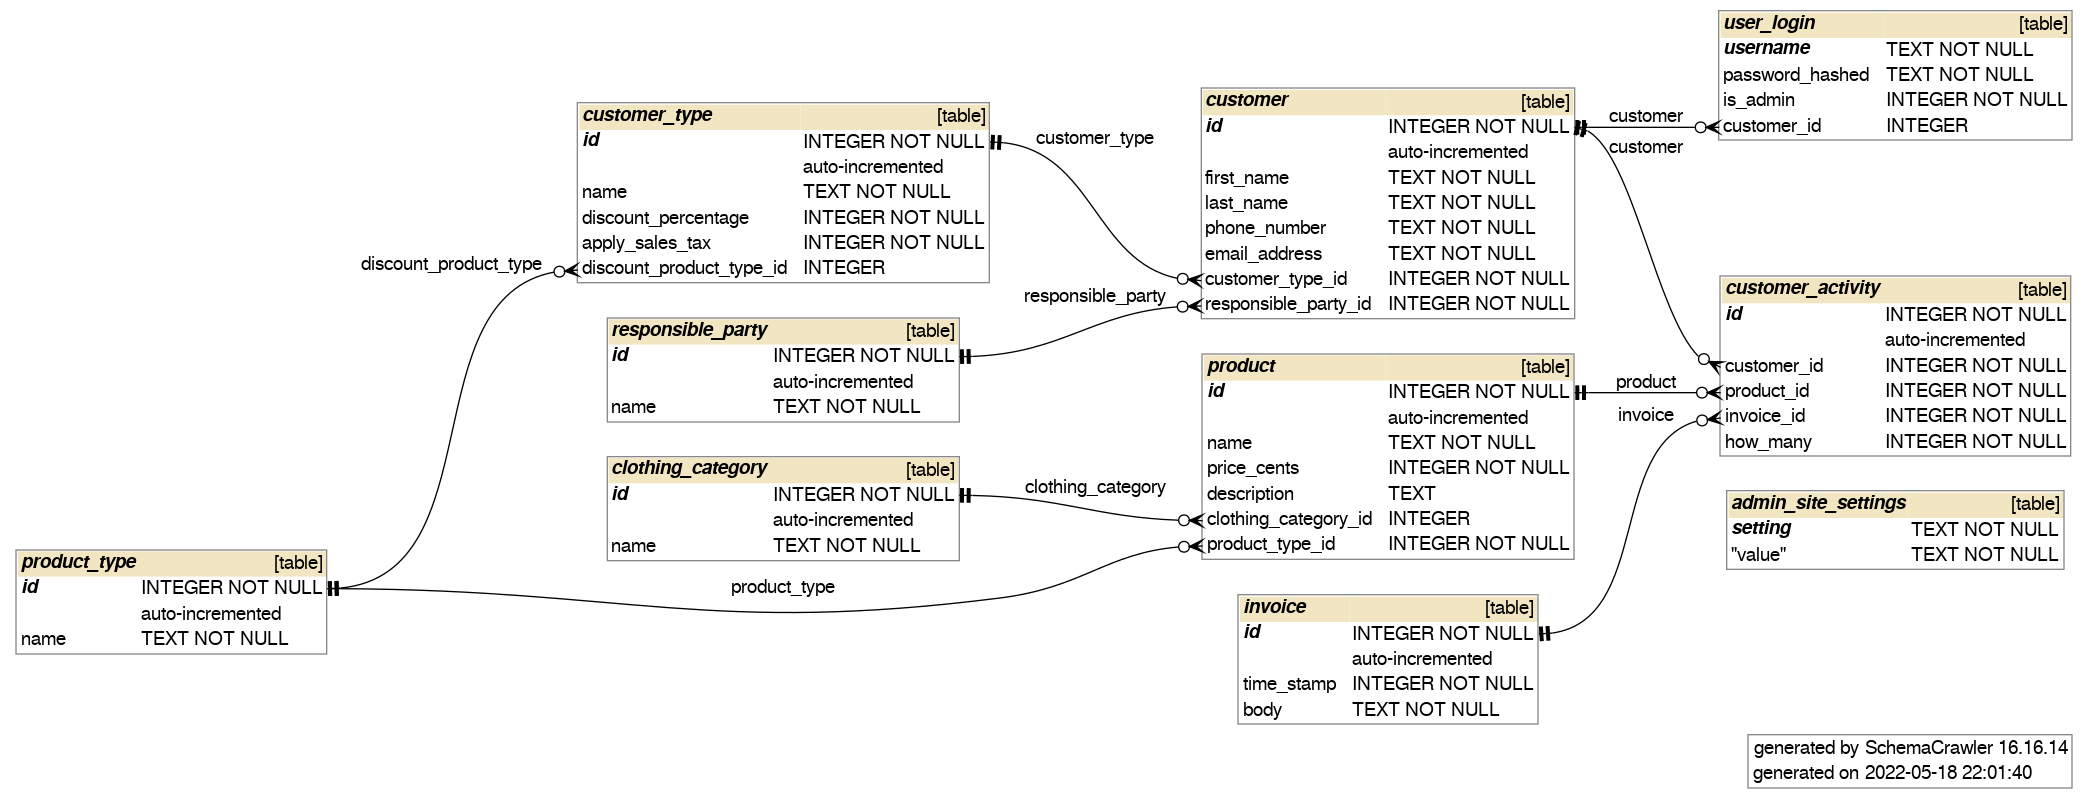 user_login [table]
username TEXT NOT NULL
password_hashed TEXT NOT NULL
is_admin INTEGER NOT NULL
customer_id INTEGER
customer_type [table]
id INTEGER NOT NULL
auto-incremented
name TEXT NOT NULL
discount_percentage INTEGER NOT NULL
apply_sales_tax INTEGER NOT NULL
discount_product_type_id INTEGER
customer [table]
id INTEGER NOT NULL
auto-incremented
first_name TEXT NOT NULL
last_name TEXT NOT NULL
phone_number TEXT NOT NULL
email_address TEXT NOT NULL
customer_type_id INTEGER NOT NULL
responsible_party_id INTEGER NOT NULL
customer
customer
customer_type
discount_product_type
responsible_party
responsible_party [table]
id INTEGER NOT NULL
auto-incremented
name TEXT NOT NULL
customer_activity [table]
id INTEGER NOT NULL
auto-incremented
customer_id INTEGER NOT NULL
product_id INTEGER NOT NULL
invoice_id INTEGER NOT NULL
how_many INTEGER NOT NULL
product [table]
id INTEGER NOT NULL
auto-incremented
name TEXT NOT NULL
price_cents INTEGER NOT NULL
description TEXT
clothing_category_id INTEGER
product_type_id INTEGER NOT NULL
product
invoice
clothing_category [table]
id INTEGER NOT NULL
auto-incremented
name TEXT NOT NULL
clothing_category
admin_site_settings [table]
setting TEXT NOT NULL
"value" TEXT NOT NULL
product_type [table]
id INTEGER NOT NULL
auto-incremented
name TEXT NOT NULL
product_type
invoice [table]
id INTEGER NOT NULL
auto-incremented
time_stamp INTEGER NOT NULL
body TEXT NOT NULL
generated by SchemaCrawler 16.16.14
generated on 2022-05-18 22:01:40